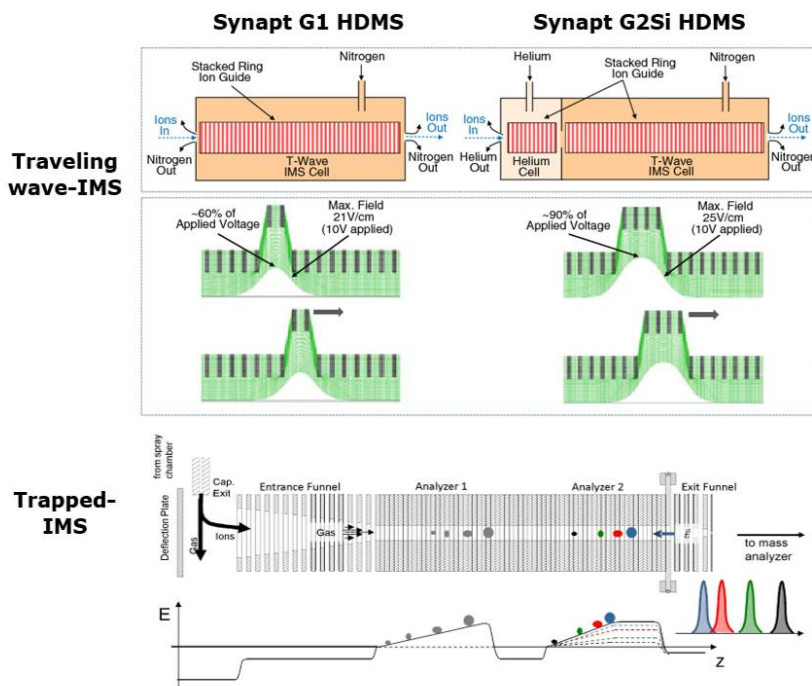 Synapt G1 HDMS
Synapt G2Si HDMS
Traveling
wave-IMS
Stacked Ring
Ion Guide
Nitrogen
Ions
In
Ions
Out
Nitrogen
Out
Nitrogen
Out
T-Wave
IMS Cell
Helium
Stacked Ring
Ion Guide
Nitrogen
Ions
In
Ions
Out
Helium
Out
Helium
Cell
T-Wave
IMS Cell
Nitrogen
Out
~60% of
Applied Voltage
Max. Field
21V/cm
(10V applied)
~90% of
Applied Voltage
Max. Field
25V/cm
(10V applied)
Trapped-
IMS
from spray
chamber
Cap.
Exit
Deflection Plate
Gas
Ions
Entrance Funnel
Gas
Analyzer 1
Analyzer 2
Exit Funnel
E
to mass
analyzer
E
z